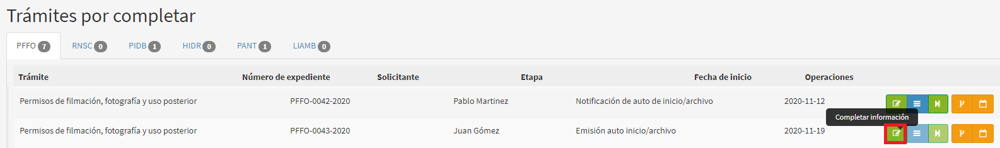 Trámites por completar
PFFO 7 RNSC 0 PIDB 1 HIDR 0 PANT 1 LIAMB 0
Trámite Número de expediente Solicitante Etapa Fecha de inicio Operaciones
Permisos de filmación, fotografía y uso posterior PFFO-0042-2020 Pablo Martinez Notificación de auto de inicio/archivo 2020-11-12
Completar información
Permisos de filmación, fotografía y uso posterior PFFO-0043-2020 Juan Gómez Emisión auto inicio/archivo 2020-11-19